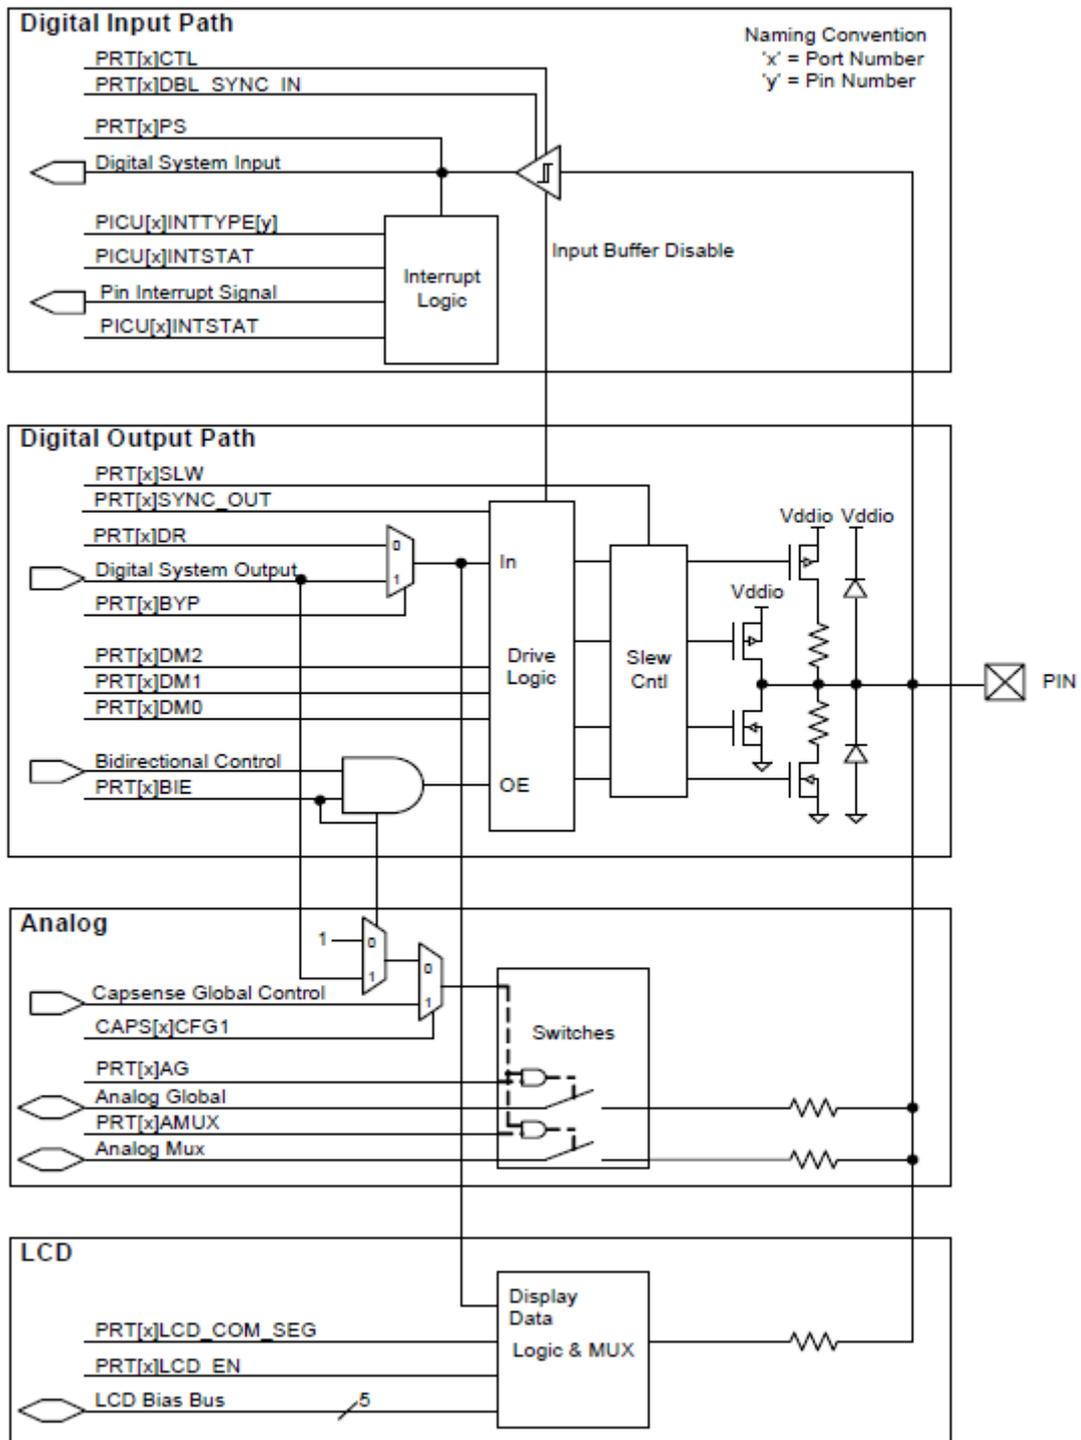 Digital Input Path
Naming Convention
'x' = Port Number
'y' = Pin Number
PRT[x]CTL
PRT[x]DBL_SYNC_IN
PRT[x]PS
Digital System Input
PICU[x]INTTYPE[y]
PICU[x]INTSTAT
Pin Interrupt Signal
PICU[x]INTSTAT
Interrupt
Logic
Input Buffer Disable
Digital Output Path
PRT[x]SLW
PRT[x]SYNC_OUT
PRT[x]DR
Digital System Output
PRT[x]BYP
0
1
PRT[x]DM2
PRT[x]DM1
PRT[x]DM0
Bidirectional Control
PRT[x]BIE
In
Drive
Logic
OE
Slew
Cntl
Vddio
Vddio
Vddio
PIN
Analog
1
0
1
0
1
Capsense Global Control
CAPS[x]CFG1
PRT[x]AG
Analog Global
PRT[x]AMUX
Analog Mux
Switches
LCD
PRT[x]LCD_COM_SEG
PRT[x]LCD_EN
LCD Bias Bus
5
Display
Data
Logic & MUX